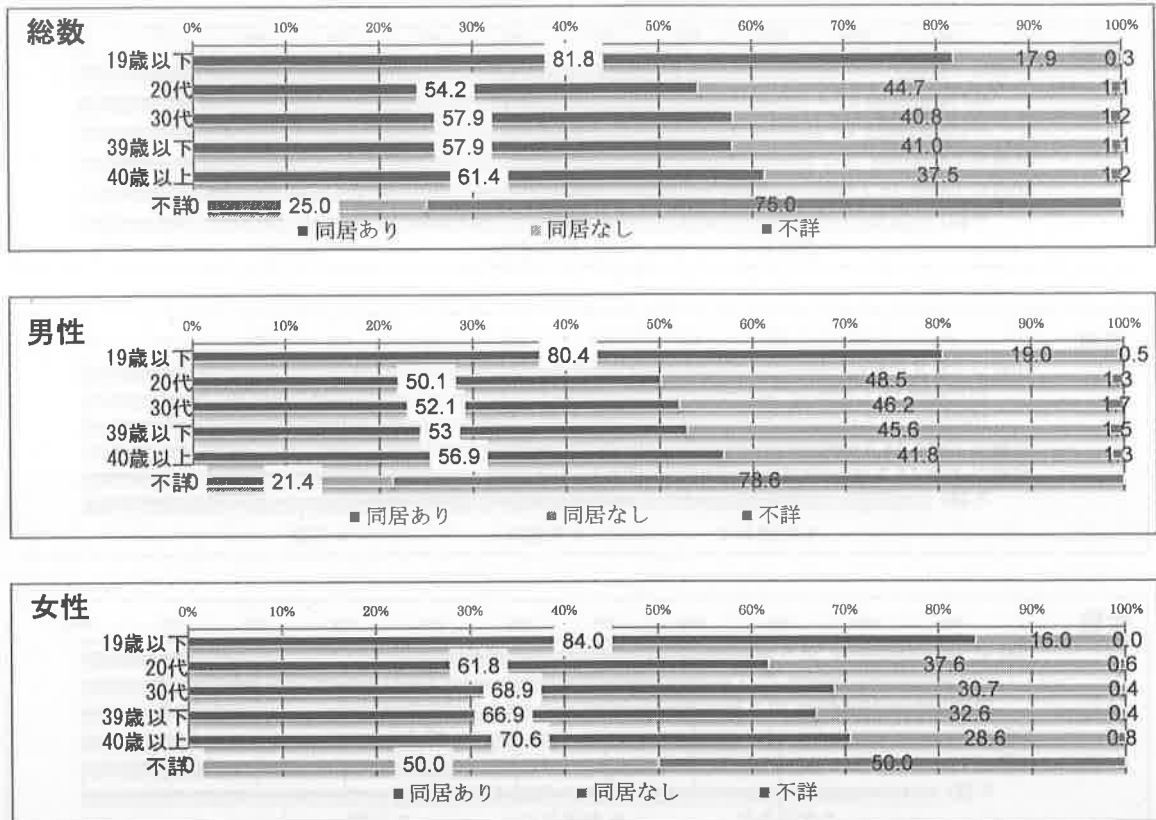 総数
0% 10% 20% 30% 40% 50% 60% 70% 80% 90% 100%
19歳以下 81.8 17.9 0.3
20代 54.2 44.7 1.1
30代 57.9 40.8 1.2
39歳以下 57.9 41.0 1.1
40歳以上 61.4 37.5 1.2
不詳 0 25.0 75.0
■同居あり ■同居なし ■不詳
男性
0% 10% 20% 30% 40% 50% 60% 70% 80% 90% 100%
19歳以下 80.4 19.0 0.5
20代 50.1 48.5 1.3
30代 52.1 46.2 1.7
39歳以下 53 45.6 1.5
40歳以上 56.9 41.8 1.3
不詳 0 21.4 78.6
■同居あり ■同居なし ■不詳
女性
0% 10% 20% 30% 40% 50% 60% 70% 80% 90% 100%
19歳以下 84.0 16.0 0.0
20代 61.8 37.6 0.6
30代 68.9 30.7 0.4
39歳以下 66.9 32.6 0.4
40歳以上 70.6 28.6 0.8
不詳 0 50.0 50.0
■同居あり ■同居なし ■不詳